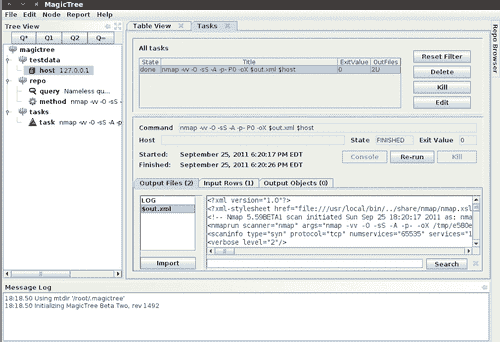 MagicTree
File Edit Node Report Help
Tree View
Q* Q1 Q2 Q=
magictree
testdata
host 127.0.0.1
repo
query Nameless qu...
method nmap -vv -O -sS -
tasks
task nmap -vv -O -sS -A -p
Table View
Tasks
Repo Browser
All tasks
State Title ExitValue OutFiles
done nmap -vv -O -sS -A -p- P0 -oX $out.xml $host 0 2U
Reset Filter
Delete
Kill
Edit
Command nmap -vv -O -sS -A -p- P0 -oX $out.xml $host
Host State FINISHED Exit Value 0
Started: September 25, 2011 6:20:17 PM EDT
Finished: September 25, 2011 6:20:26 PM EDT
Console Re-run Kill
Output Files (2) Input Rows (1) Output Objects (0)
LOG
$out.xml
<?xml version="1.0"?>
<?xml-stylesheet href="file:///usr/local/bin/../share/nmap/nmap.xsl
<!-- Nmap 5.59BETA1 scan initiated Sun Sep 25 18:20:17 2011 as: nma
<nmaprun scanner="nmap" args="nmap -vv -O -sS -A -p- -oX /tmp/e580e
<scaninfo type="syn" protocol="tcp" numservices="65535" services="1
<verbose level="2"/>
Import
Search
Message Log
18:18.50 Using mtdir '/root/.magictree'
18:18.50 Initializing MagicTree Beta Two, rev 1492